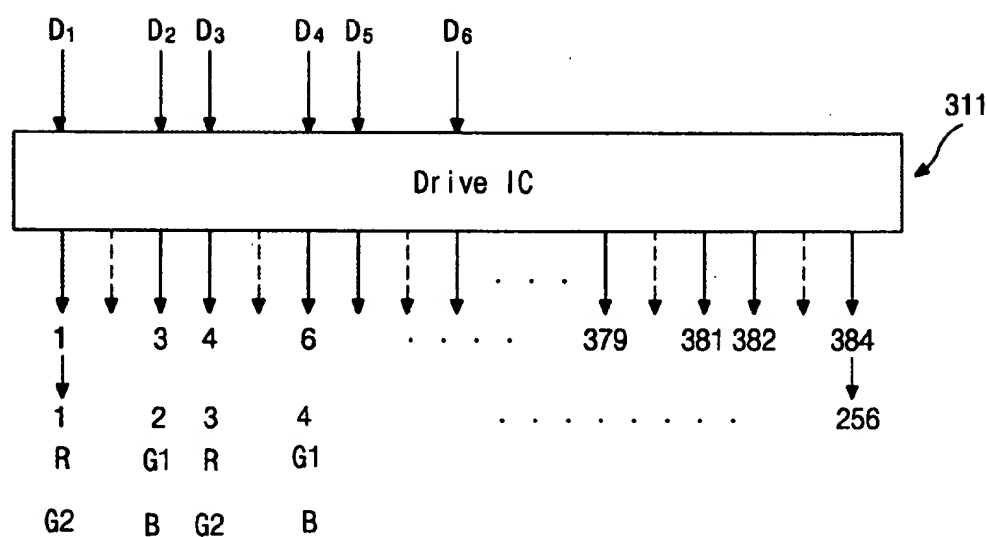 D1 D2 D3 D4 D5 D6
311
Drive IC
. . .
1 3 4 6 . . . . 379 381 382 384
1 2 3 4 . . . . . . . . 256
R G1 R G1
G2 B G2 B